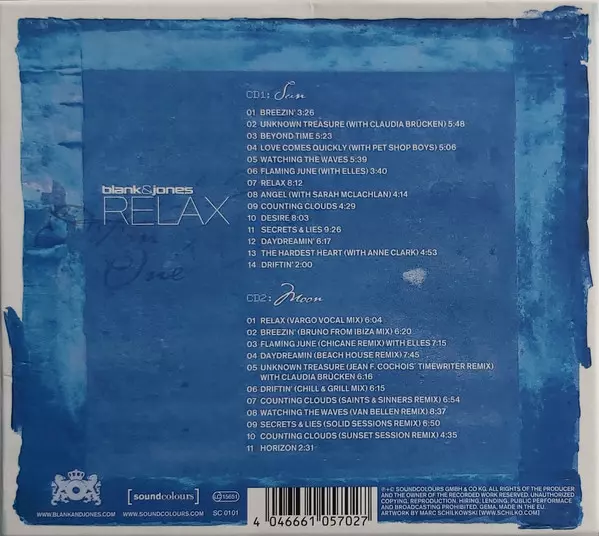 CD1: Sun
01 BREEZIN' 3:26
02 UNKNOWN TREASURE (WITH CLAUDIA BRÜCKEN) 5:48
03 BEYOND TIME 5:23
04 LOVE COMES QUICKLY (WITH PET SHOP BOYS) 5:06
05 WATCHING THE WAVES 5:39
06 FLAMING JUNE (WITH ELLES) 3:40
07 RELAX 8:12
08 ANGEL (WITH SARAH MCLACHLAN) 4:14
09 COUNTING CLOUDS 4:29
10 DESIRE 8:03
11 SECRETS & LIES 9:26
12 DAYDREAMIN' 6:17
13 THE HARDEST HEART (WITH ANNE CLARK) 4:53
14 DRIFTIN' 2:00
blank&jones
RELAX
One
CD2: Moon
01 RELAX (VARGO VOCAL MIX) 6:04
02 BREEZIN' (BRUNO FROM IBIZA MIX) 6:20
03 FLAMING JUNE (CHICANE REMIX) WITH ELLES 7:15
04 DAYDREAMIN (BEACH HOUSE REMIX) 7:45
05 UNKNOWN TREASURE (JEAN F. COCHOIS' TIMEWRITER REMIX)
WITH CLAUDIA BRÜCKEN 6:16
06 DRIFTIN' (CHILL & GRILL MIX) 6:15
07 COUNTING CLOUDS (SAINTS & SINNERS REMIX) 6:54
08 WATCHING THE WAVES (VAN BELLEN REMIX) 8:37
09 SECRETS & LIES (SOLID SESSIONS REMIX) 6:50
10 COUNTING CLOUDS (SUNSET SESSION REMIX) 4:35
11 HORIZON 2:31
[soundcolours]
LC 15651
WWW.BLANKANDJONES.COM
WWW.SOUNDCOLOURS.COM
SC 0101
4 046661 057027
℗+© SOUNDCOLOURS GMBH & CO KG. ALL RIGHTS OF THE PRODUCER
AND THE OWNER OF THE RECORDED WORK RESERVED. UNAUTHORIZED
COPYING, REPRODUCTION, HIRING, LENDING, PUBLIC PERFORMACE
AND BROADCASTING PROHIBITED. GEMA. MADE IN THE EU.
ARTWORK BY MARC SCHILKOWSKI [WWW.SCHILKO.COM]